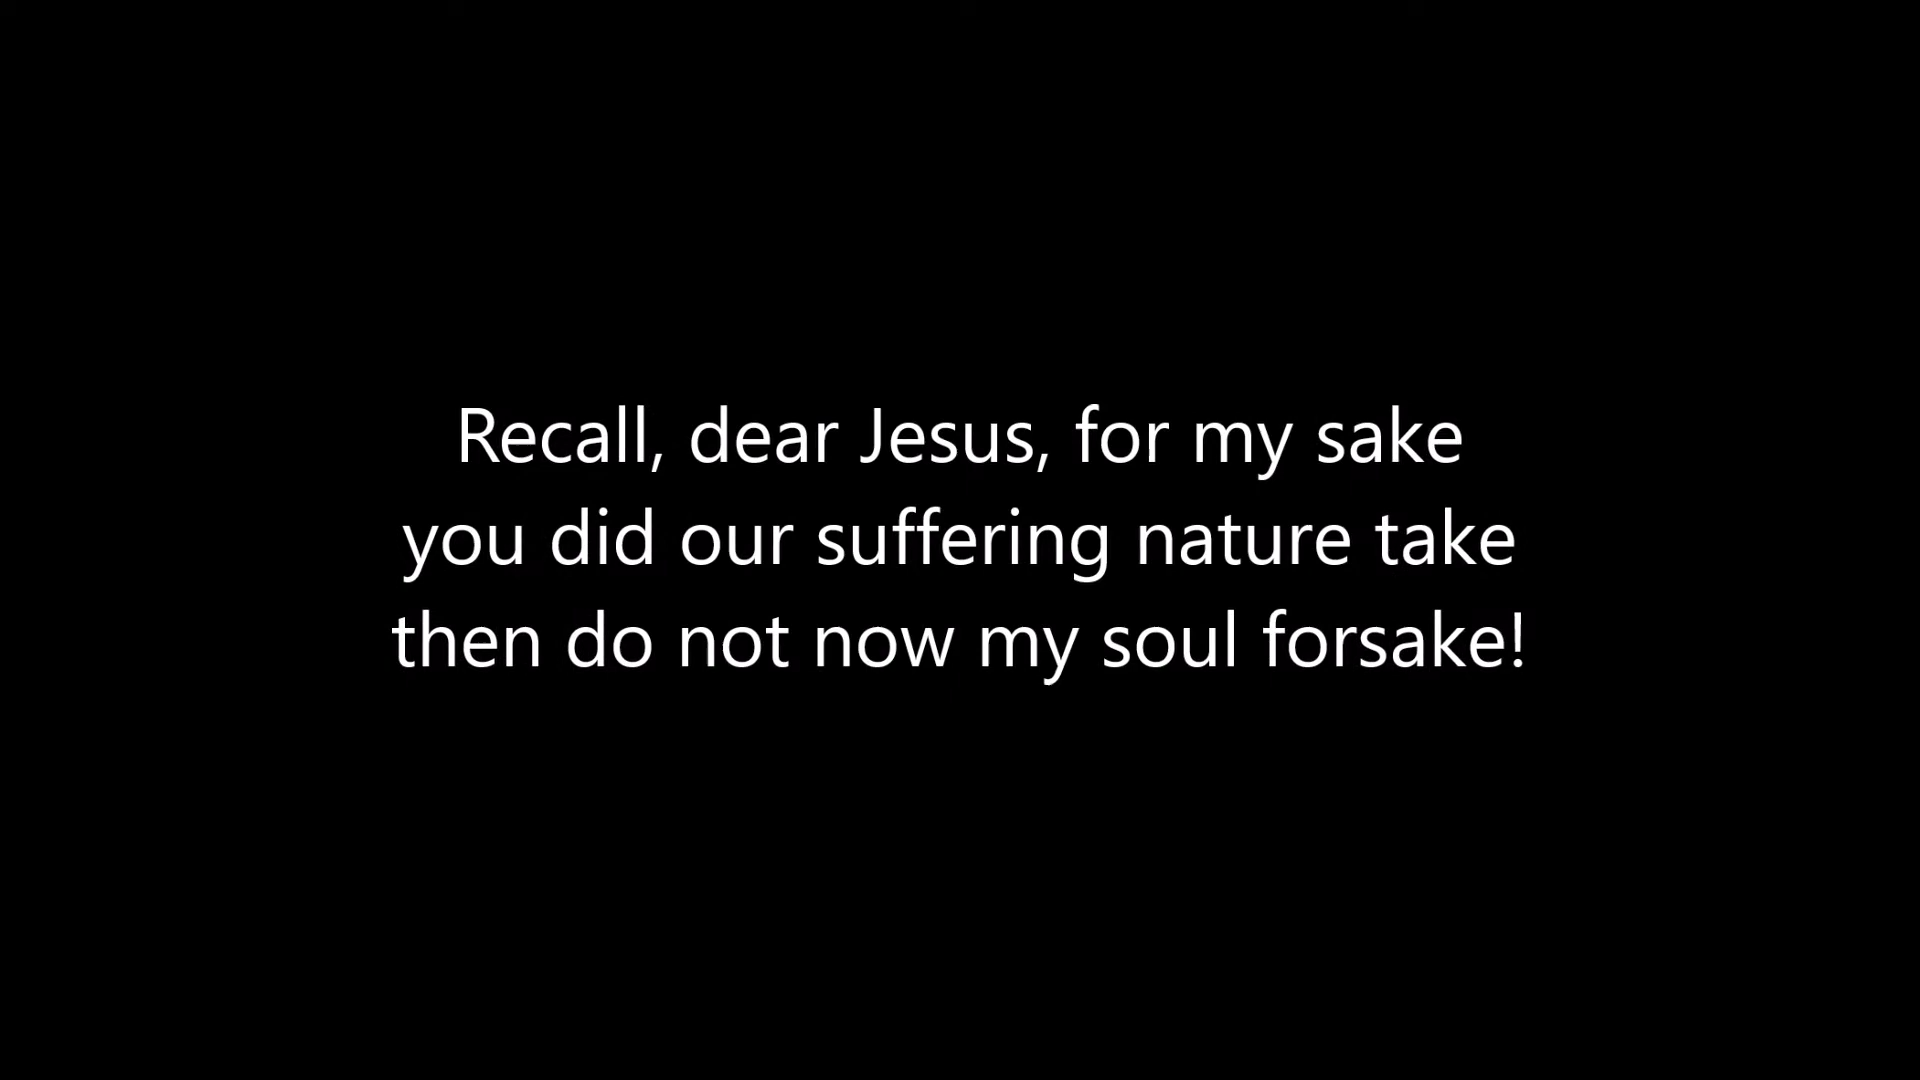 Recall, dear Jesus, for my sake
you did our suffering nature take
then do not now my soul forsake!